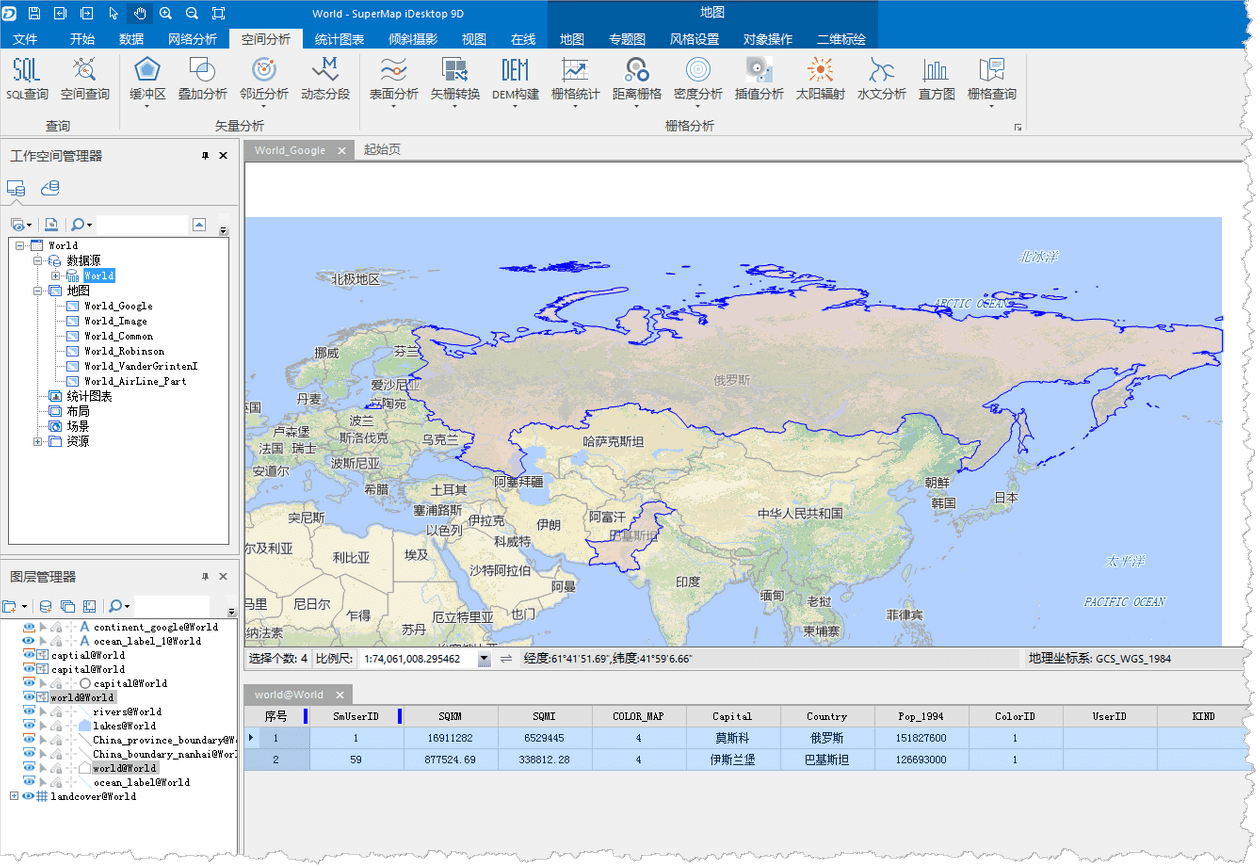 World - SuperMap iDesktop 9D
地图
文件 开始 数据 网络分析 空间分析 统计图表 倾斜摄影 视图 在线 地图 专题图 风格设置 对象操作 二维标绘
SQL
DEM
SQL查询 空间查询 缓冲区 叠加分析 邻近分析 动态分段 表面分析 矢栅转换 DEM构建 栅格统计 距离栅格 密度分析 插值分析 太阳辐射 水文分析 直方图 栅格查询
查询 矢量分析 栅格分析
工作空间管理器
World_Google 起始页
World
数据源
World
地图
World_Google
World_Image
World_Common
World_Robinson
World_VanderGrintenI
World_AirLine_Part
统计图表
布局
场景
资源
图层管理器
continent_google@World
ocean_label_1@World
captial@World
capital@World
capital@World
world@World
rivers@World
lakes@World
China_province_boundary@W
China_boundary_nanhai@Worl
world@World
ocean_label@World
landcover@World
北冰洋
北极地区
ARCTIC OCEAN
挪威
芬兰
俄罗斯
爱沙尼亚
丹麦
立陶宛
国
波兰
卢森堡
斯洛伐克
乌克兰
哈萨克斯坦
法国
瑞士
波斯尼亚
安道尔
阿塞拜疆
朝鲜
希腊
土耳其
日本
韩国
塞浦路斯
中华人民共和国
突尼斯
伊拉克
伊朗
阿富汗
以色列
巴基斯坦
科威特
尔及利亚
利比亚
埃及
太平洋
沙特阿拉伯
印度
阿曼
缅甸
PACIFIC OCEAN
马里
尼日尔
老挝
乍得
厄立特里亚
也门
菲律宾
纳法索
苏丹
柬埔寨
选择个数: 4 比例尺: 1:74,061,008.295462 经度:61°41'51.69",纬度:41°59'6.66" 地理坐标系: GCS_WGS_1984
world@World
序号 SmUserID SQKM SQMI COLOR_MAP Capital Country Pop_1994 ColorID UserID KIND
1 1 16911282 6529445 4 莫斯科 俄罗斯 151827600 1
2 59 877524.69 338812.28 4 伊斯兰堡 巴基斯坦 126693000 1